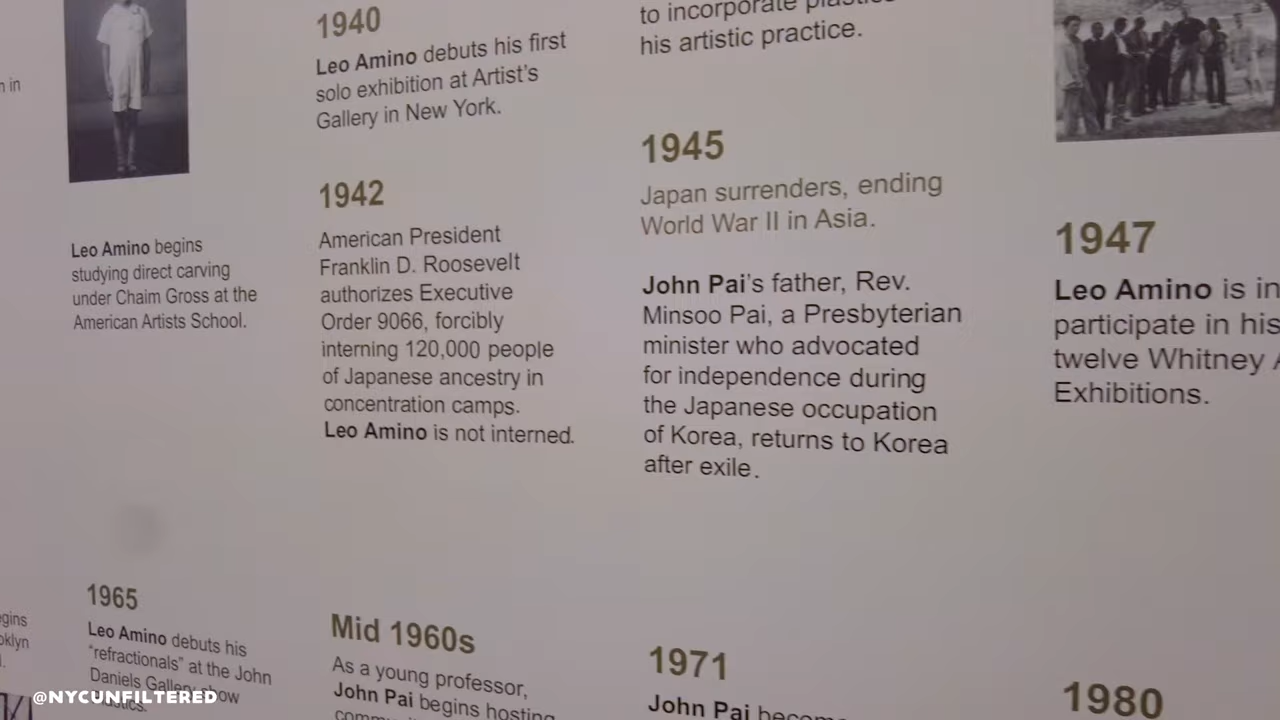 n in
Leo Amino begins
studying direct carving
under Chaim Gross at the
American Artists School.
1940
Leo Amino debuts his first
solo exhibition at Artist's
Gallery in New York.
1942
American President
Franklin D. Roosevelt
authorizes Executive
Order 9066, forcibly
interning 120,000 people
of Japanese ancestry in
concentration camps.
Leo Amino is not interned.
to incorporate plastics
his artistic practice.
1945
Japan surrenders, ending
World War II in Asia.
John Pai's father, Rev.
Minsoo Pai, a Presbyterian
minister who advocated
for independence during
the Japanese occupation
of Korea, returns to Korea
after exile.
1947
Leo Amino is in
participate in his
twelve Whitney A
Exhibitions.
egins
oklyn
1965
Leo Amino debuts his
"refractionals" at the John
Daniels Gallery show
Mid 1960s
As a young professor,
John Pai begins hosting
1971
John Pai
1980
@NYCUNFILTERED